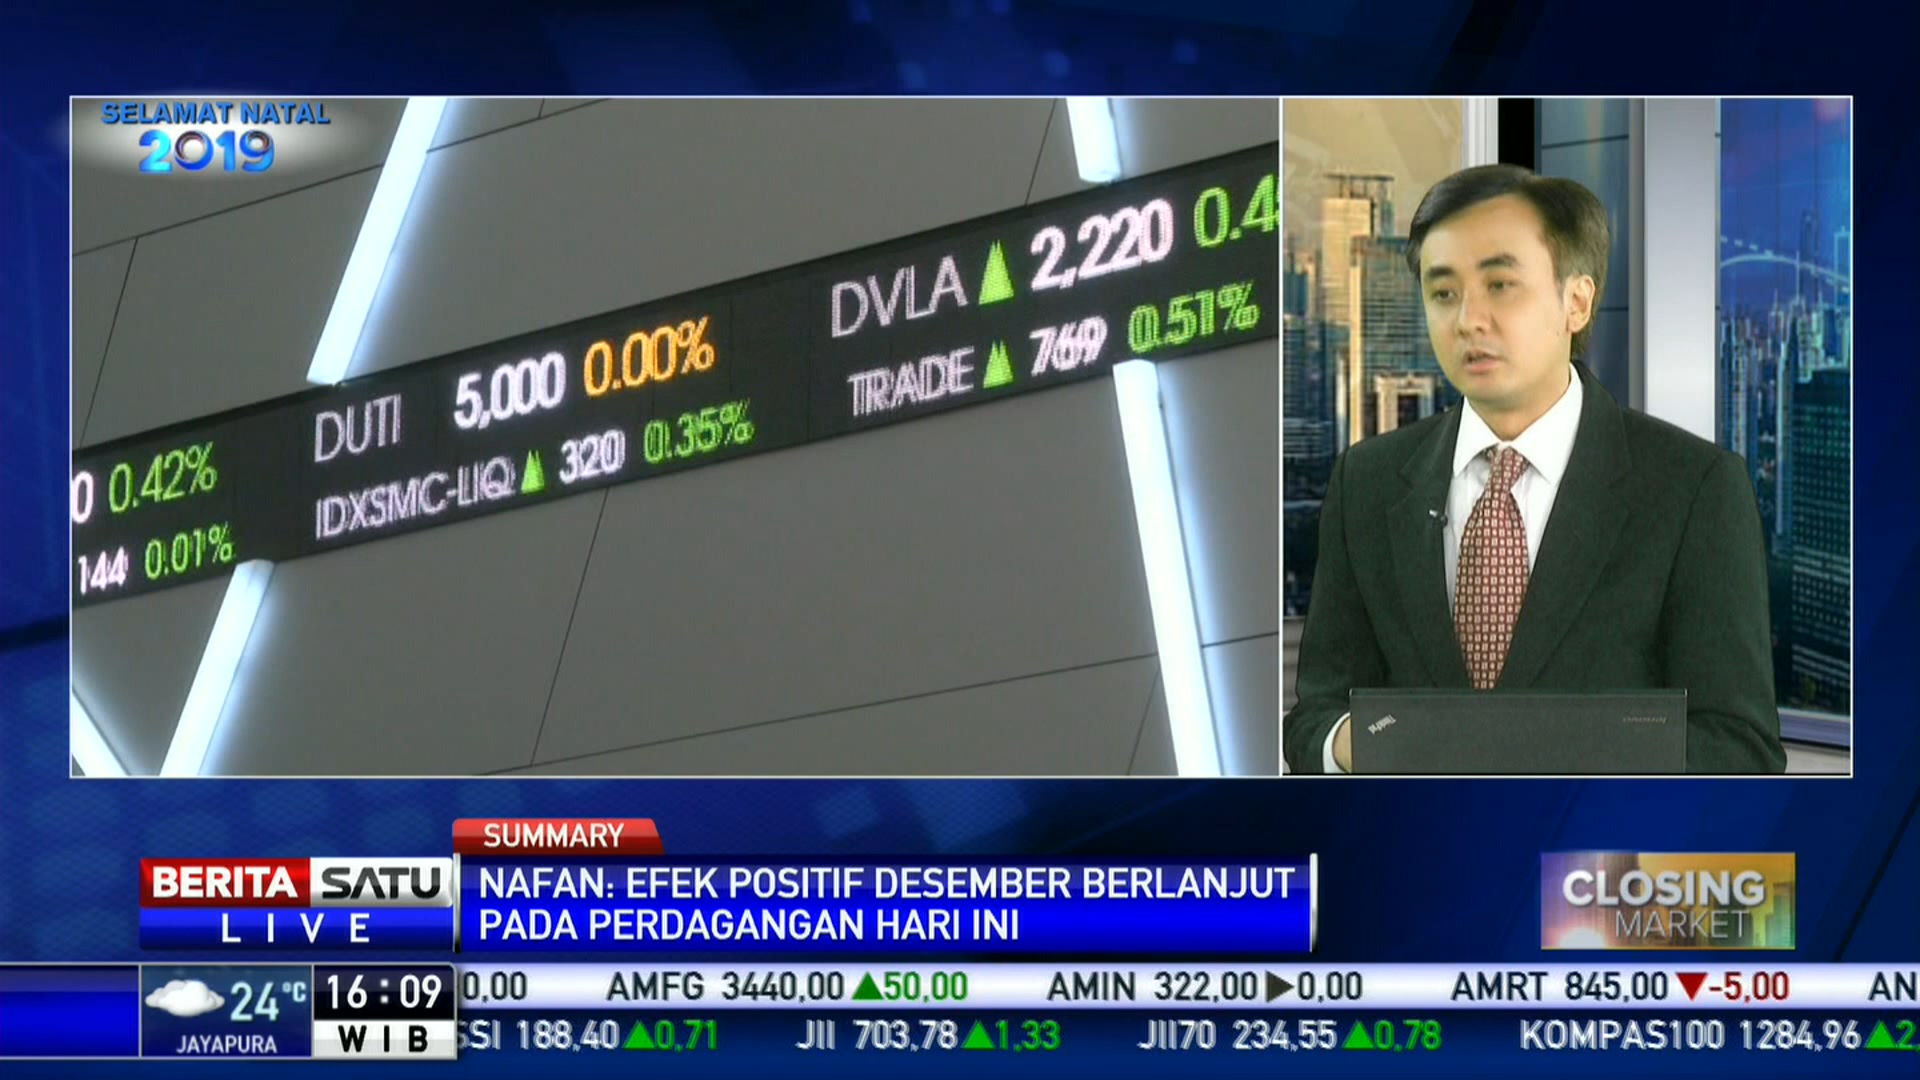 SELAMAT NATAL
2019
DVLA ▲ 2,220 0.4
TRADE ▲ 769 0.51%
DUTI 5,000 0.00%
IDXSMC-LIQ ▲ 320 0.35%
0 0.42%
144 0.01%
ThinkPad
lenovo
SUMMARY
BERITA SATU
LIVE
NAFAN: EFEK POSITIF DESEMBER BERLANJUT
PADA PERDAGANGAN HARI INI
CLOSING
MARKET
24°C
JAYAPURA
16:09
WIB
0,00 AMFG 3440,00 ▲50,00 AMIN 322,00 ▶0,00 AMRT 845,00 ▼-5,00 AN
SSI 188,40 ▲0,71 JII 703,78 ▲1,33 JII70 234,55 ▲0,78 KOMPAS100 1284,96 ▲2,